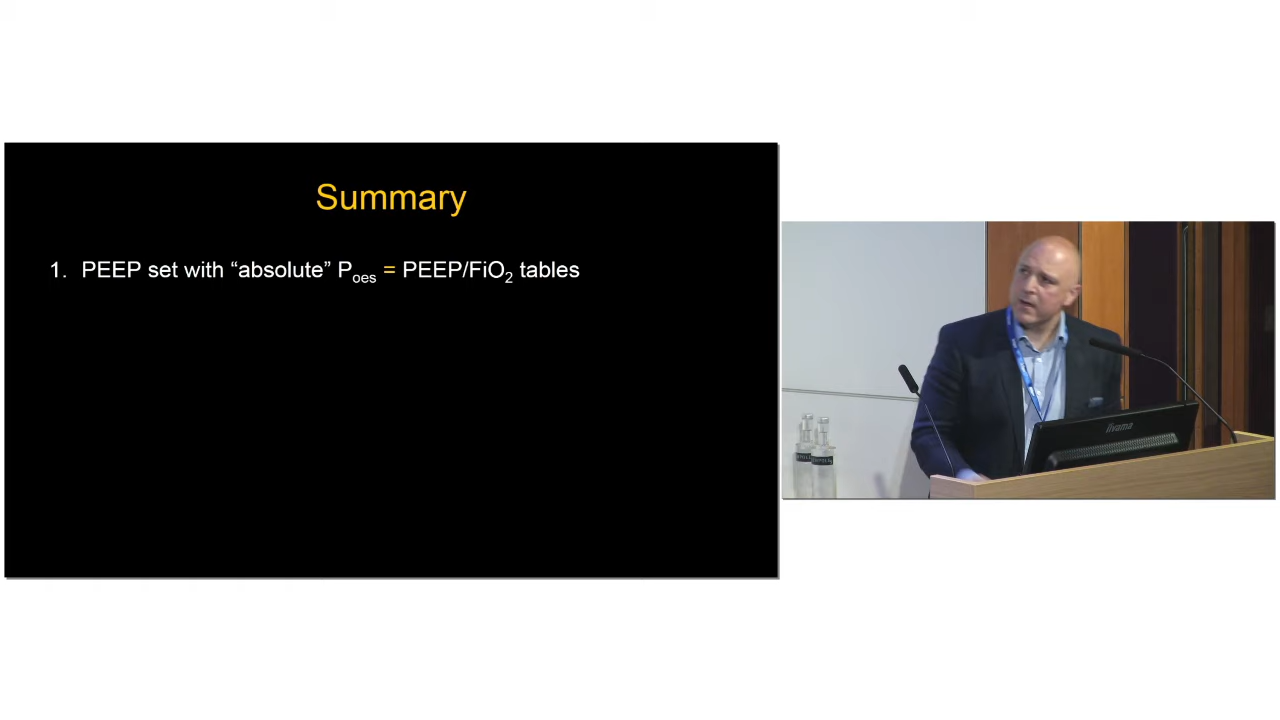 Summary
1. PEEP set with “absolute” Poes = PEEP/FiO2 tables
iiyama